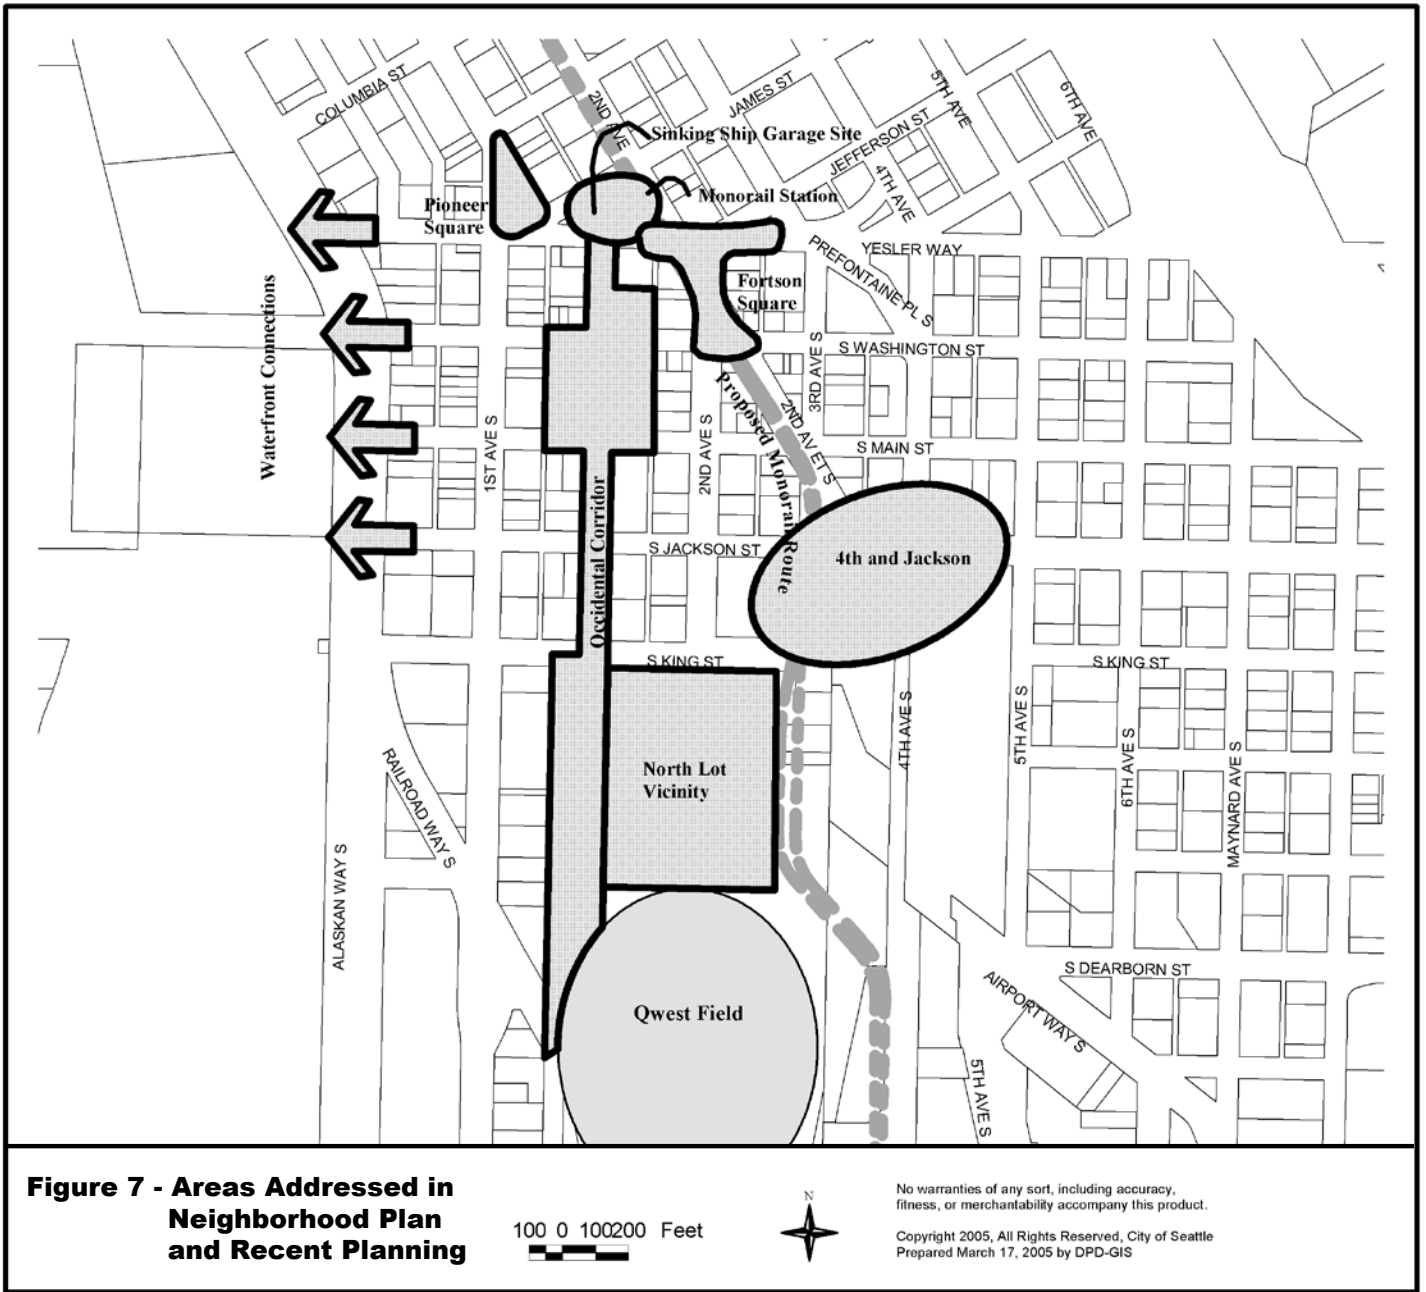 COLUMBIA ST
2ND AVE
JAMES ST
5TH AVE
6TH AVE
Sinking Ship Garage Site
JEFFERSON ST
4TH AVE
Monorail Station
Pioneer
Square
YESLER WAY
PREFONTAINE PL S
Fortson
Square
Waterfront Connections
S WASHINGTON ST
3RD AVE S
Proposed Monorail Route
2ND AV ET S
1ST AVE S
2ND AVE S
S MAIN ST
Occidental Corridor
S JACKSON ST
4th and Jackson
S KING ST
S KING ST
4TH AVE S
5TH AVE S
6TH AVE S
MAYNARD AVE S
RAILROAD WAY S
North Lot
Vicinity
ALASKAN WAY S
S DEARBORN ST
AIRPORT WAY S
Qwest Field
5TH AVE S
Figure 7 - Areas Addressed in
Neighborhood Plan
and Recent Planning
100 0 100200 Feet
N
No warranties of any sort, including accuracy,
fitness, or merchantability accompany this product.
Copyright 2005, All Rights Reserved, City of Seattle
Prepared March 17, 2005 by DPD-GIS